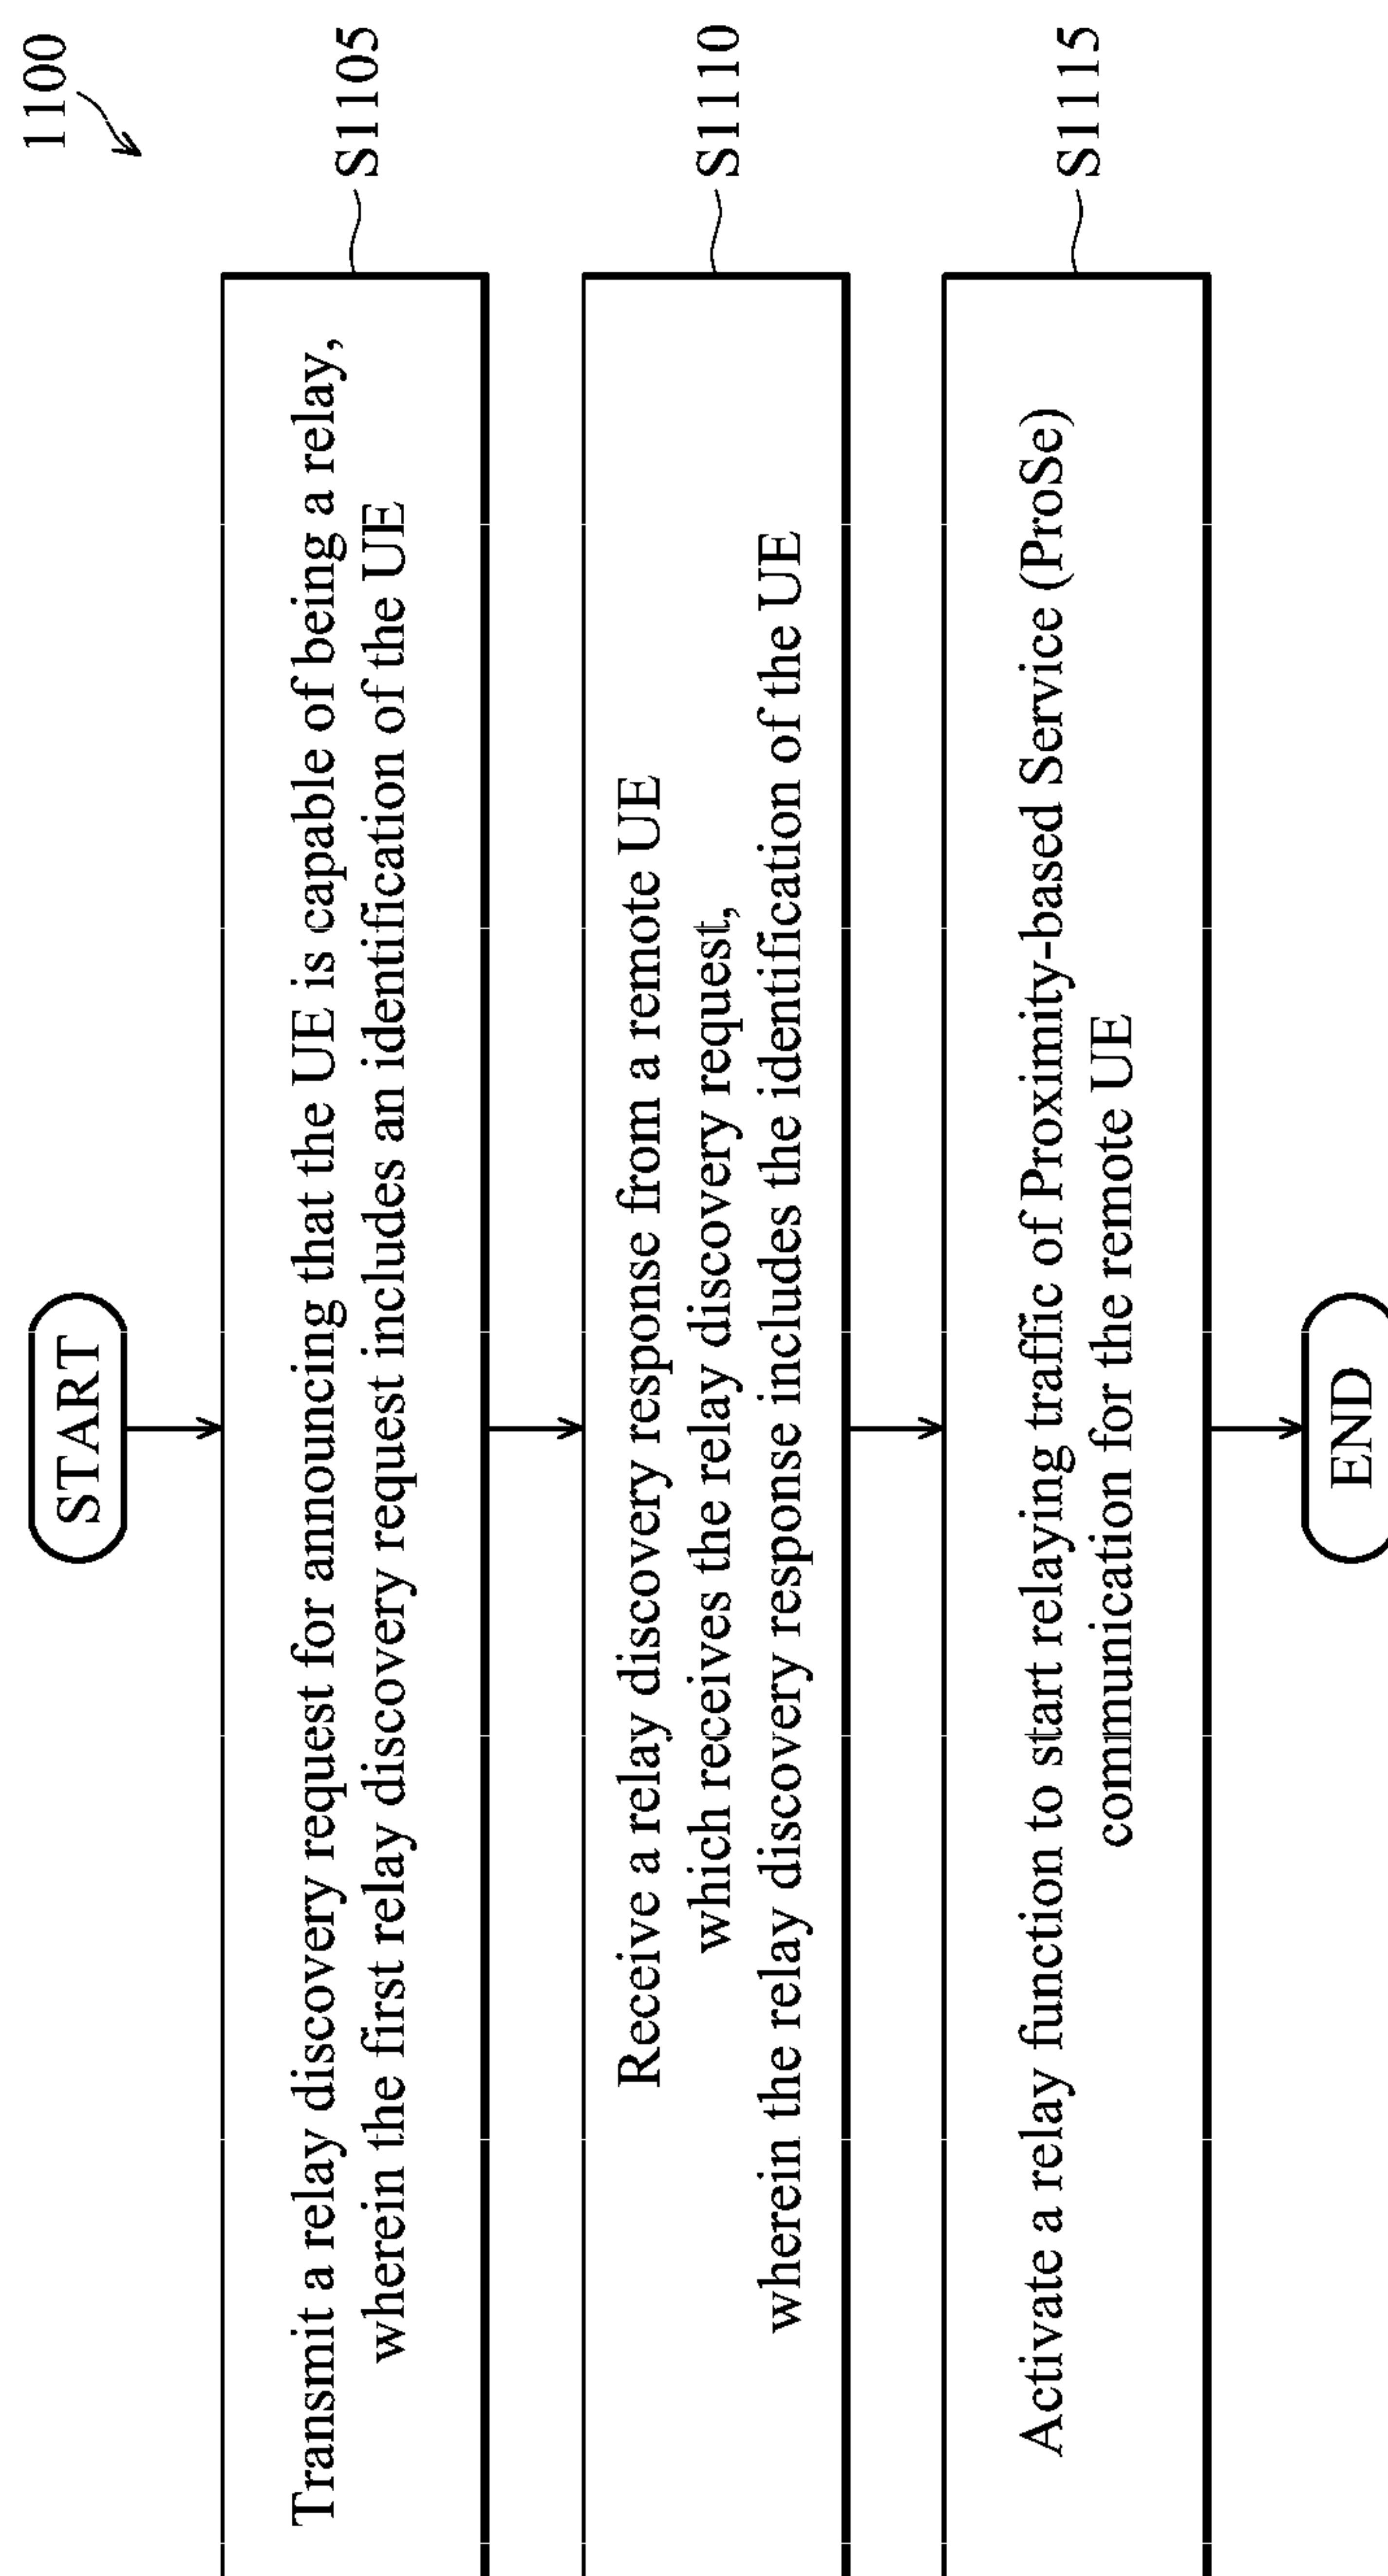 1100
START
Transmit a relay discovery request for announcing that the UE is capable of being a relay,
wherein the first relay discovery request includes an identification of the UE
S1105
Receive a relay discovery response from a remote UE
which receives the relay discovery request,
wherein the relay discovery response includes the identification of the UE
S1110
Activate a relay function to start relaying traffic of Proximity-based Service (ProSe)
communication for the remote UE
S1115
END